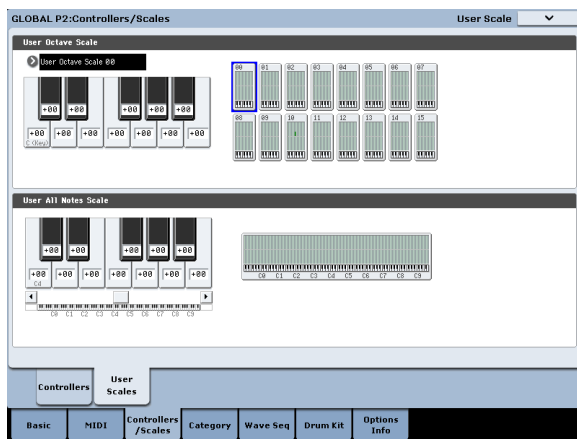 GLOBAL P2:Controllers/Scales User Scale
User Octave Scale
User Octave Scale 00
00 01 02 03 04 05 06 07
+00 +00 +00 +00 +00
+00 +00 +00 +00 +00 +00 +00
C (Key)
08 09 10 11 12 13 14 15
User All Notes Scale
+00 +00 +00 +00 +00
+00 +00 +00 +00 +00 +00 +00
C4
C0 C1 C2 C3 C4 C5 C6 C7 C8 C9
C0 C1 C2 C3 C4 C5 C6 C7 C8 C9
Controllers
User Scales
Basic MIDI Controllers /Scales Category Wave Seq Drum Kit Options Info